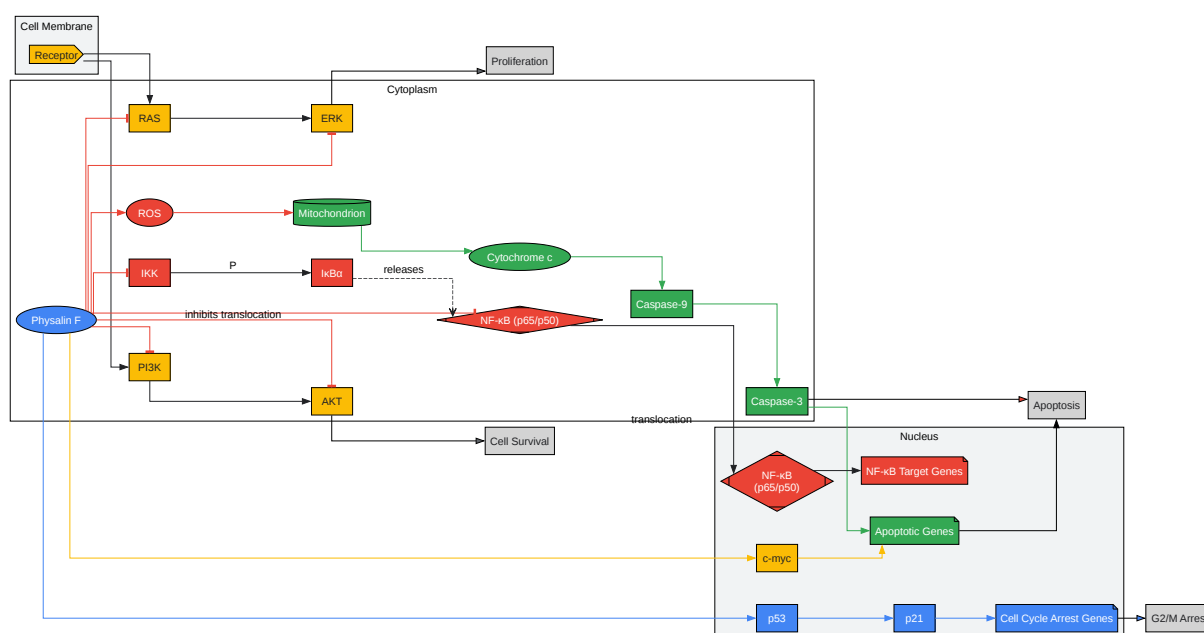 Cell Membrane
Receptor
Proliferation
Cytoplasm
RAS
ERK
ROS
Mitochondrion
Cytochrome c
IKK
P
IκBα
releases
Caspase-9
Physalin F
inhibits translocation
NF-κB (p65/p50)
PI3K
AKT
Caspase-3
Apoptosis
translocation
Cell Survival
Nucleus
NF-κB
(p65/p50)
NF-κB Target Genes
Apoptotic Genes
c-myc
p53
p21
Cell Cycle Arrest Genes
G2/M Arres